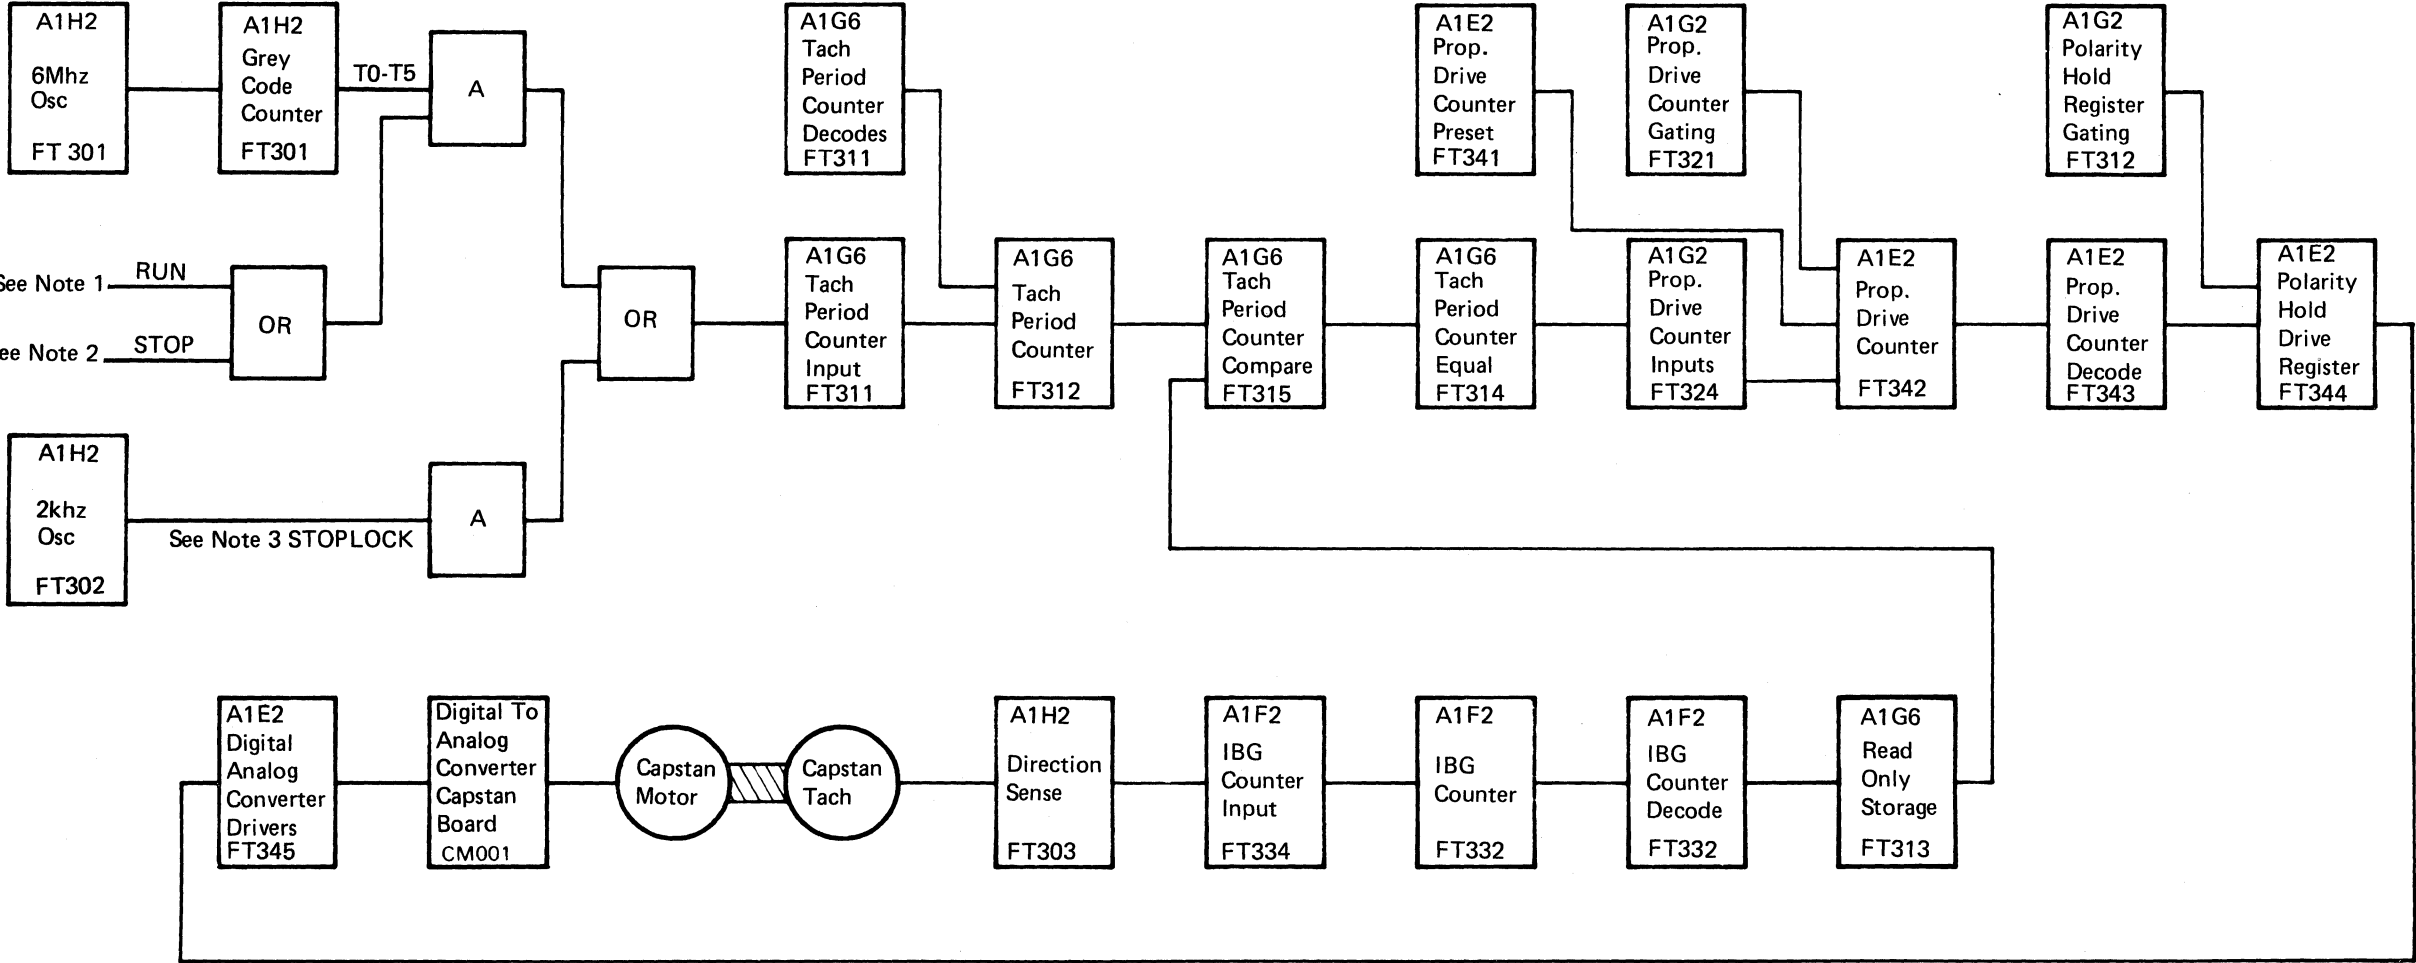 A1H2
6Mhz
Osc
FT 301
A1H2
Grey
Code
Counter
FT301
T0-T5
A
A1G6
Tach
Period
Counter
Decodes
FT311
A1E2
Prop.
Drive
Counter
Preset
FT341
A1G2
Prop.
Drive
Counter
Gating
FT321
A1G2
Polarity
Hold
Register
Gating
FT312
See Note 1
RUN
ee Note 2
STOP
OR
OR
A1G6
Tach
Period
Counter
Input
FT311
A1G6
Tach
Period
Counter
FT312
A1G6
Tach
Period
Counter
Compare
FT315
A1G6
Tach
Period
Counter
Equal
FT314
A1G2
Prop.
Drive
Counter
Inputs
FT324
A1E2
Prop.
Drive
Counter
FT342
A1E2
Prop.
Drive
Counter
Decode
FT343
A1E2
Polarity
Hold
Drive
Register
FT344
A1H2
2khz
Osc
FT302
See Note 3 STOPLOCK
A
A1E2
Digital
Analog
Converter
Drivers
FT345
Digital To
Analog
Converter
Capstan
Board
CM001
Capstan
Motor
Capstan
Tach
A1H2
Direction
Sense
FT303
A1F2
IBG
Counter
Input
FT334
A1F2
IBG
Counter
FT332
A1F2
IBG
Counter
Decode
FT332
A1G6
Read
Only
Storage
FT313